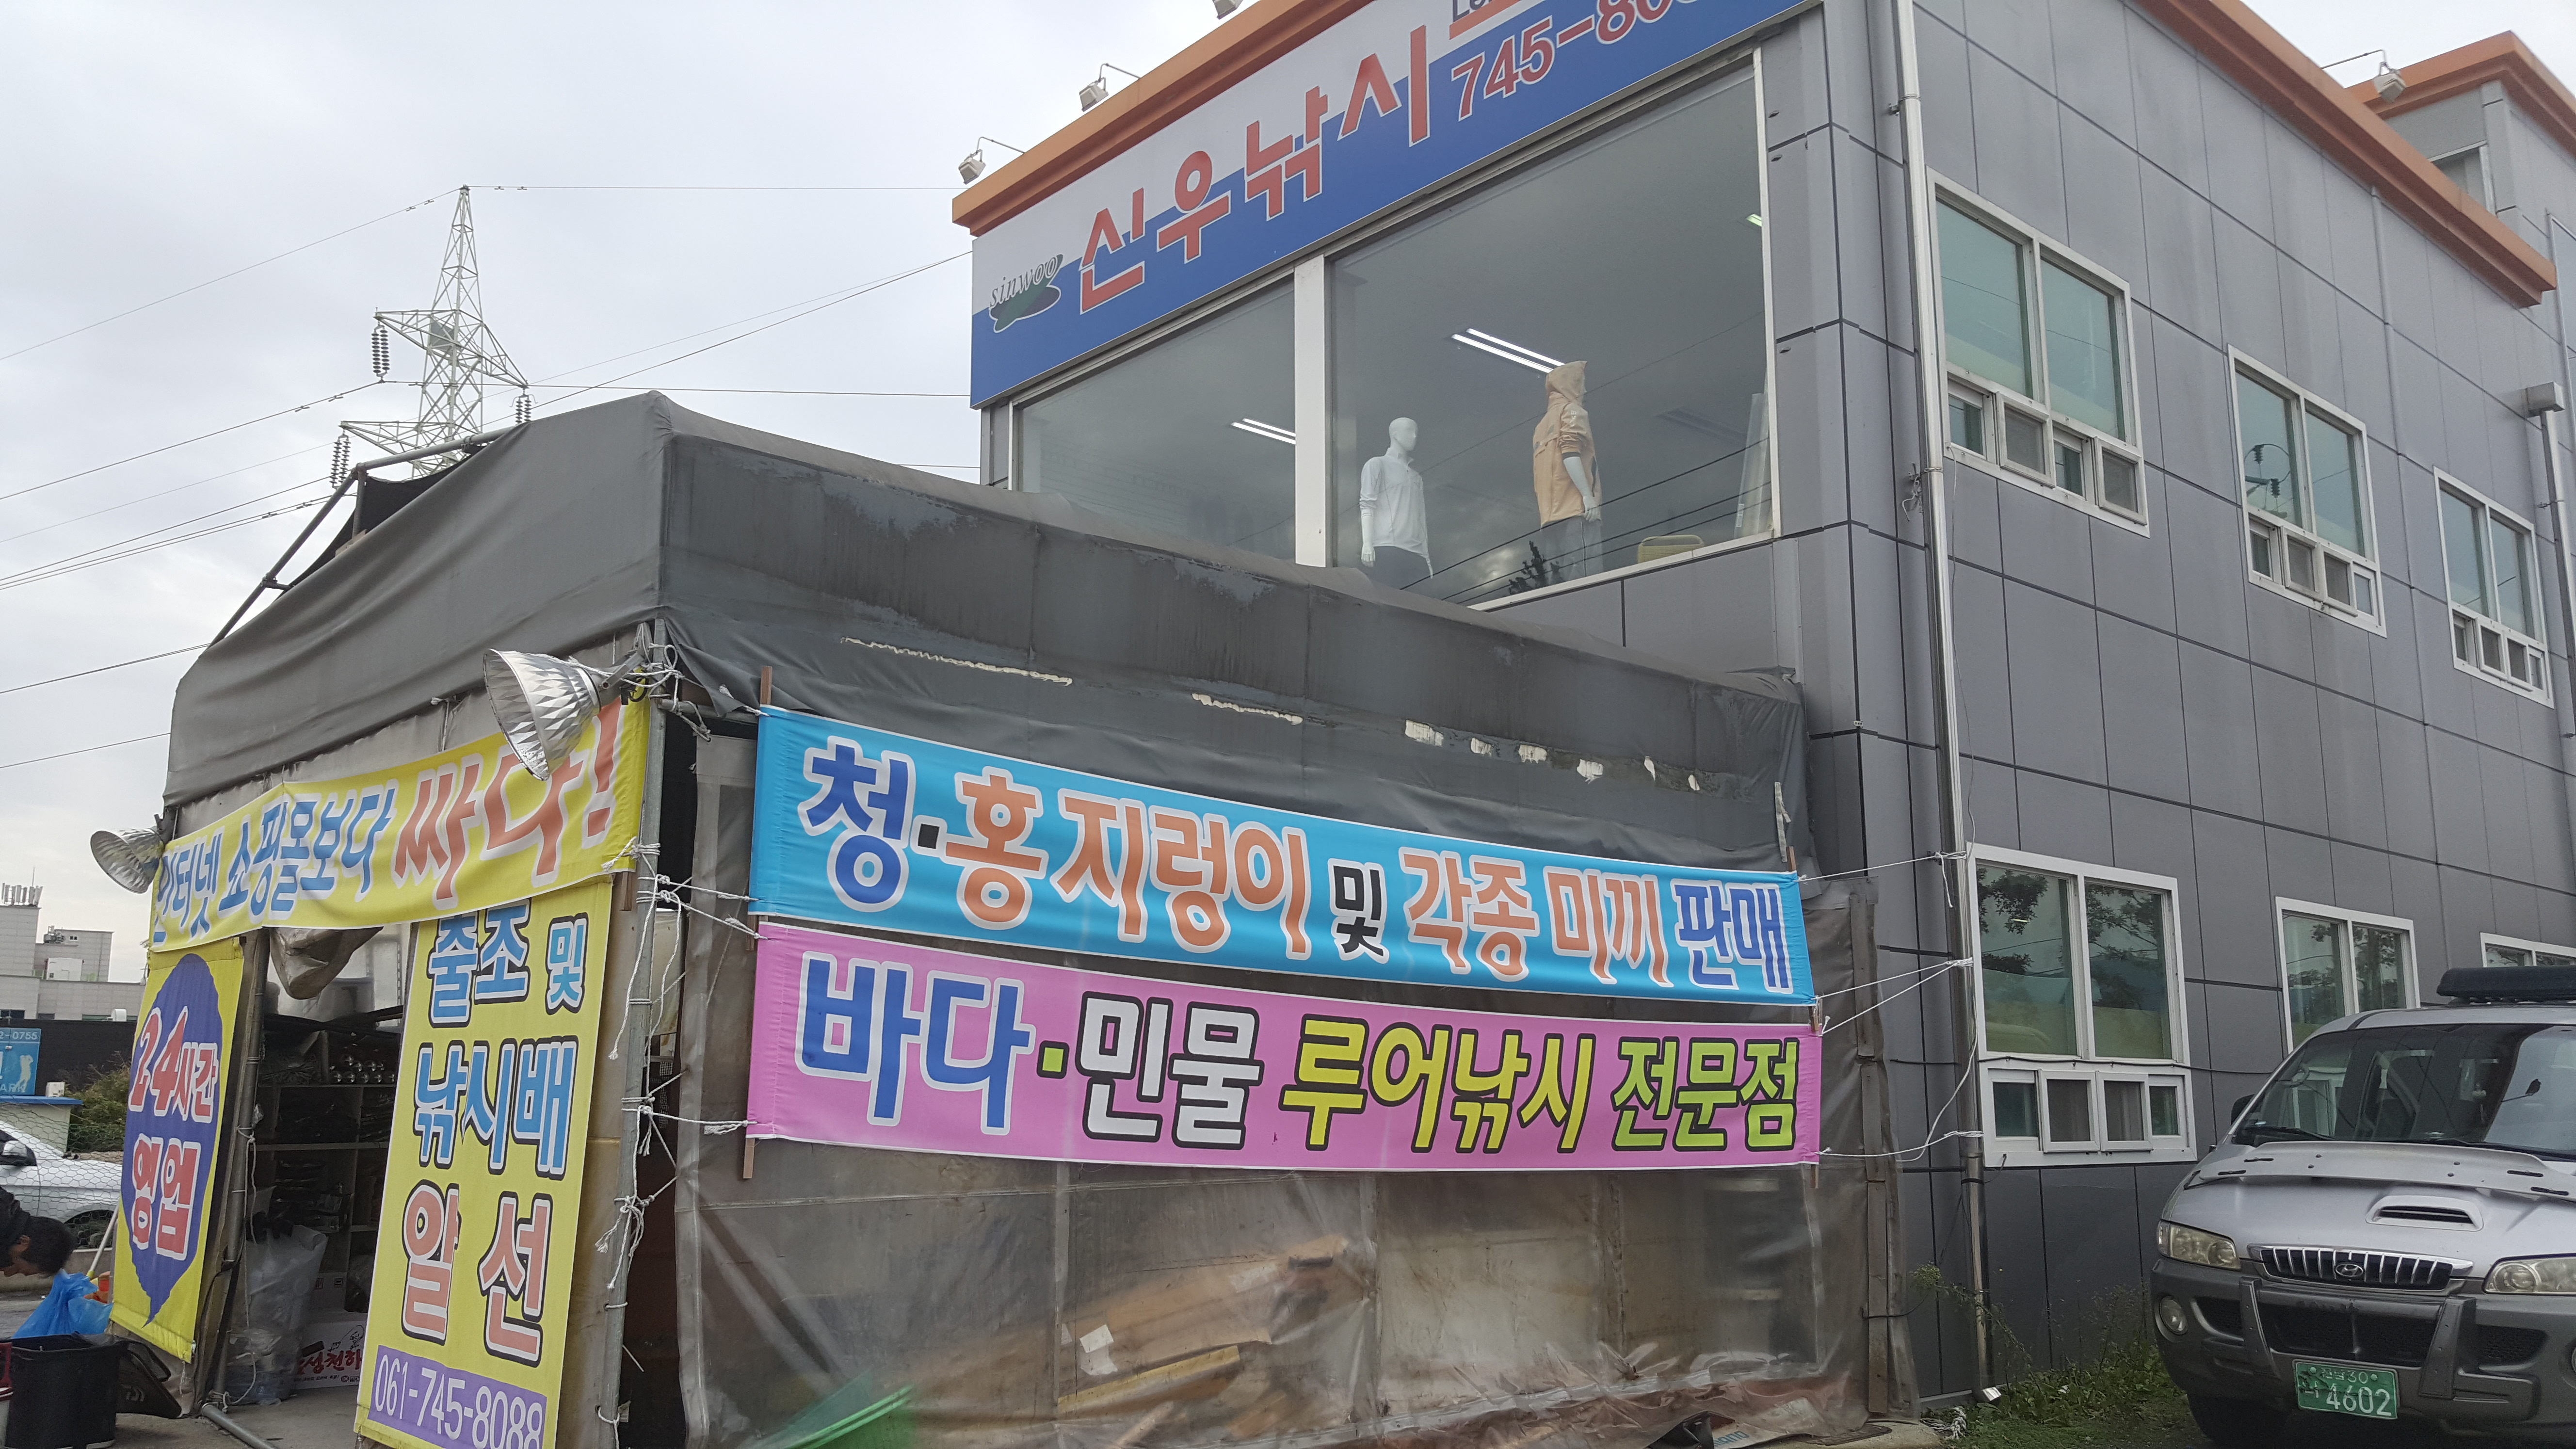 sinwoo 신우낚시
745-80
인터넷 쇼핑몰보다 싸다!
청·홍지렁이 및 각종 미끼 판매
바다·민물 루어낚시 전문점
24시간
영업
출조 및
낚시배
알선
061-745-8088
2-0755
4602